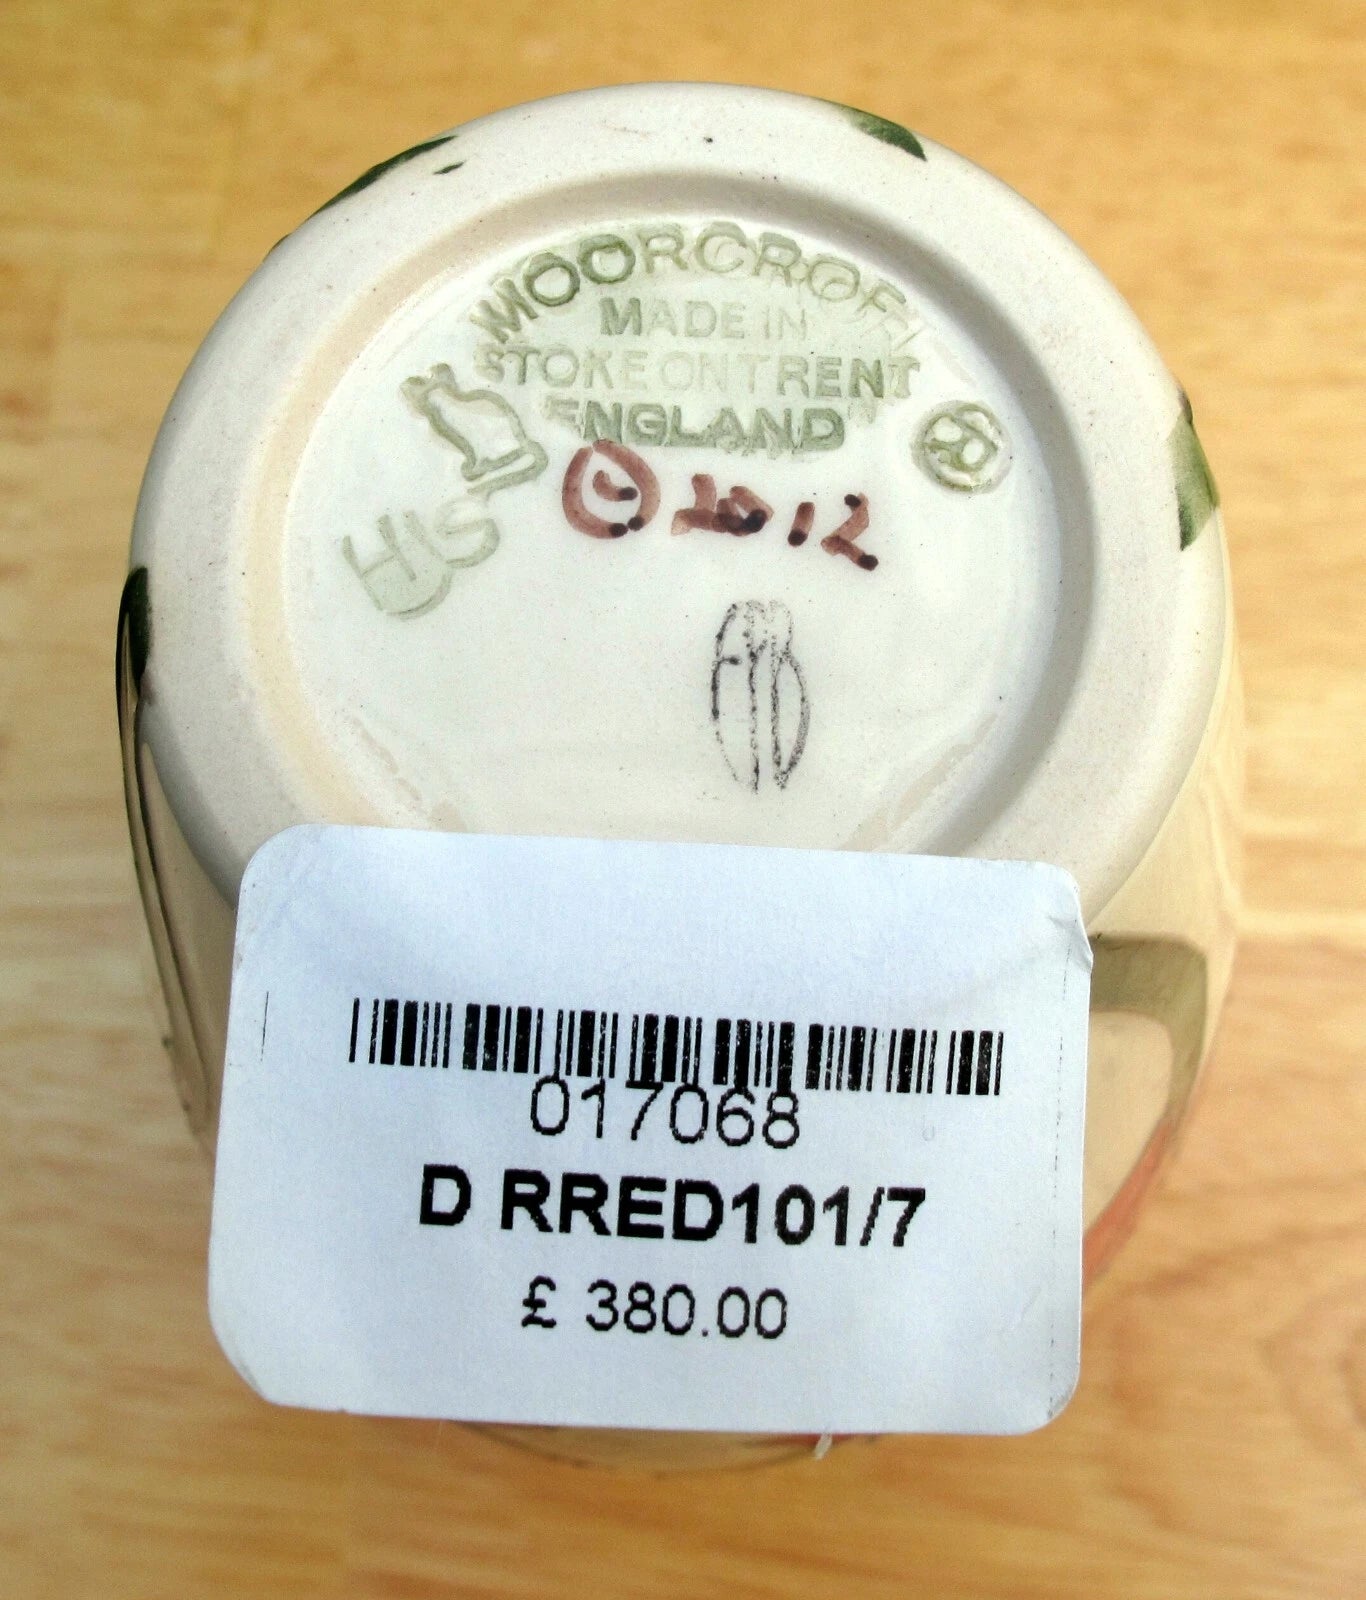 MOORCROFT
MADE IN
STOKE ON TRENT
ENGLAND
®
2012
017068
D RRED101/7
£ 380.00